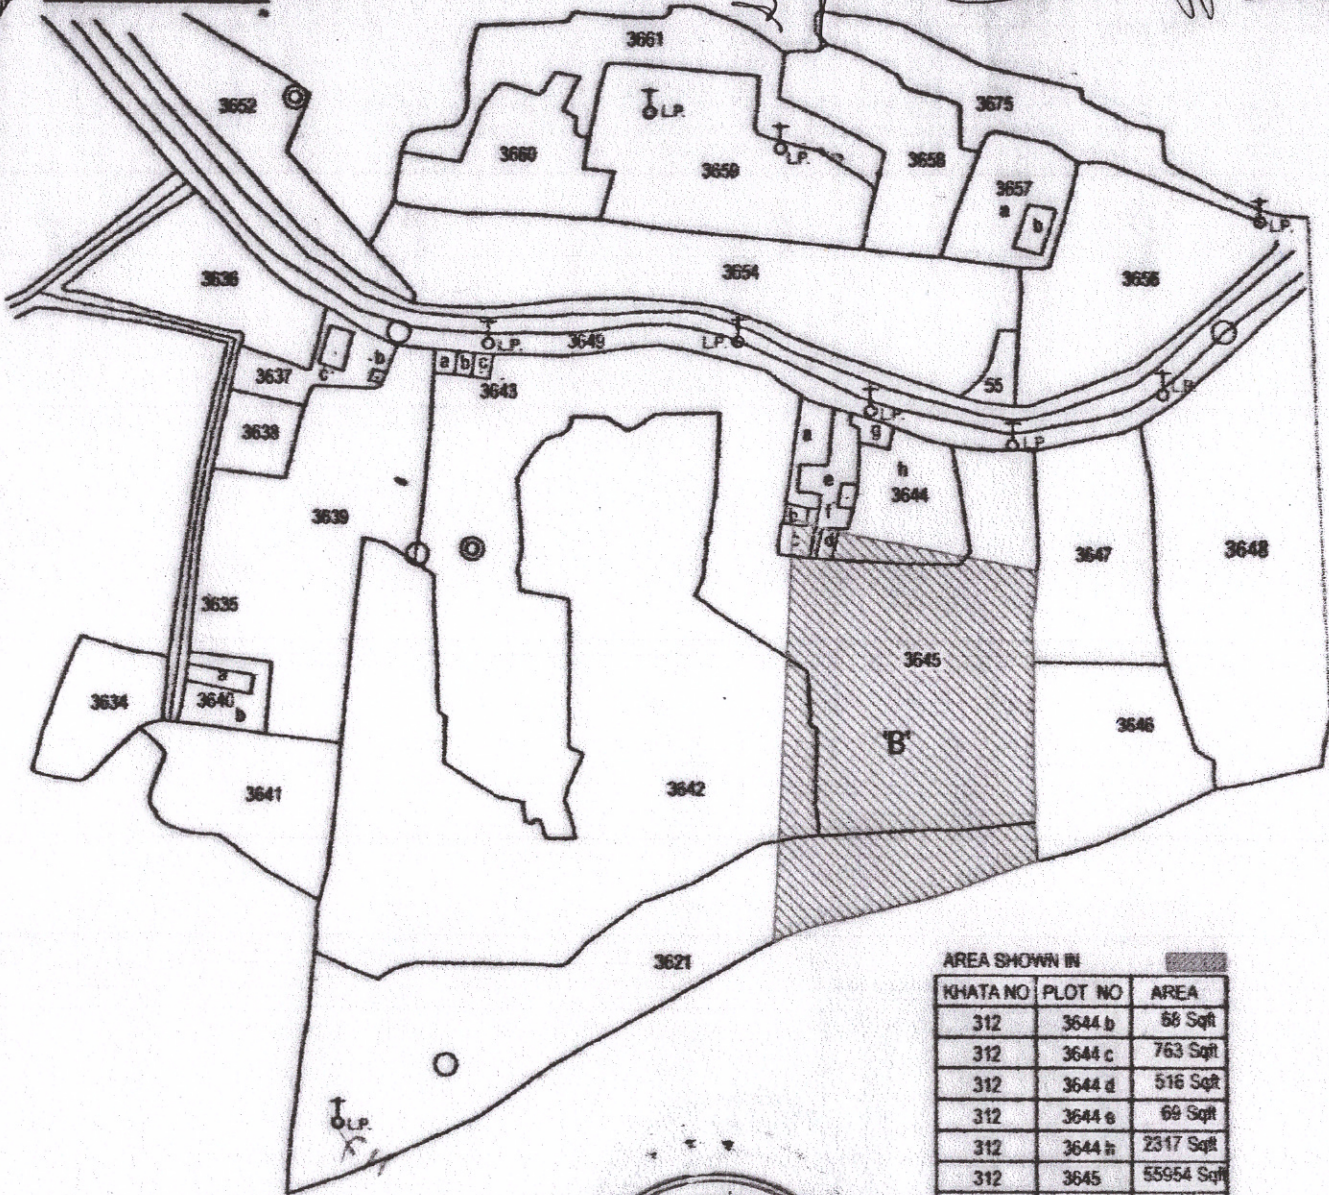 3661
3652
3675
L.P.
3660
3659
L.P.
3658
3657
a
b
L.P.
3636
3654
3656
L.P.
3649
L.P.
b
c
a b c
3637
3643
55
L.P.
L.P.
3638
a
g
L.P.
h
e
3644
3639
b
f
c
d
3647
3648
3635
3645
a
3634
3640
b
3646
"B"
3641
3642
3621
L.P.
AREA SHOWN IN
KHATA NO PLOT NO AREA
312 3644 b 68 Sqft
312 3644 c 763 Sqft
312 3644 d 516 Sqft
312 3644 e 69 Sqft
312 3644 h 2317 Sqft
312 3645 55954 Sqft